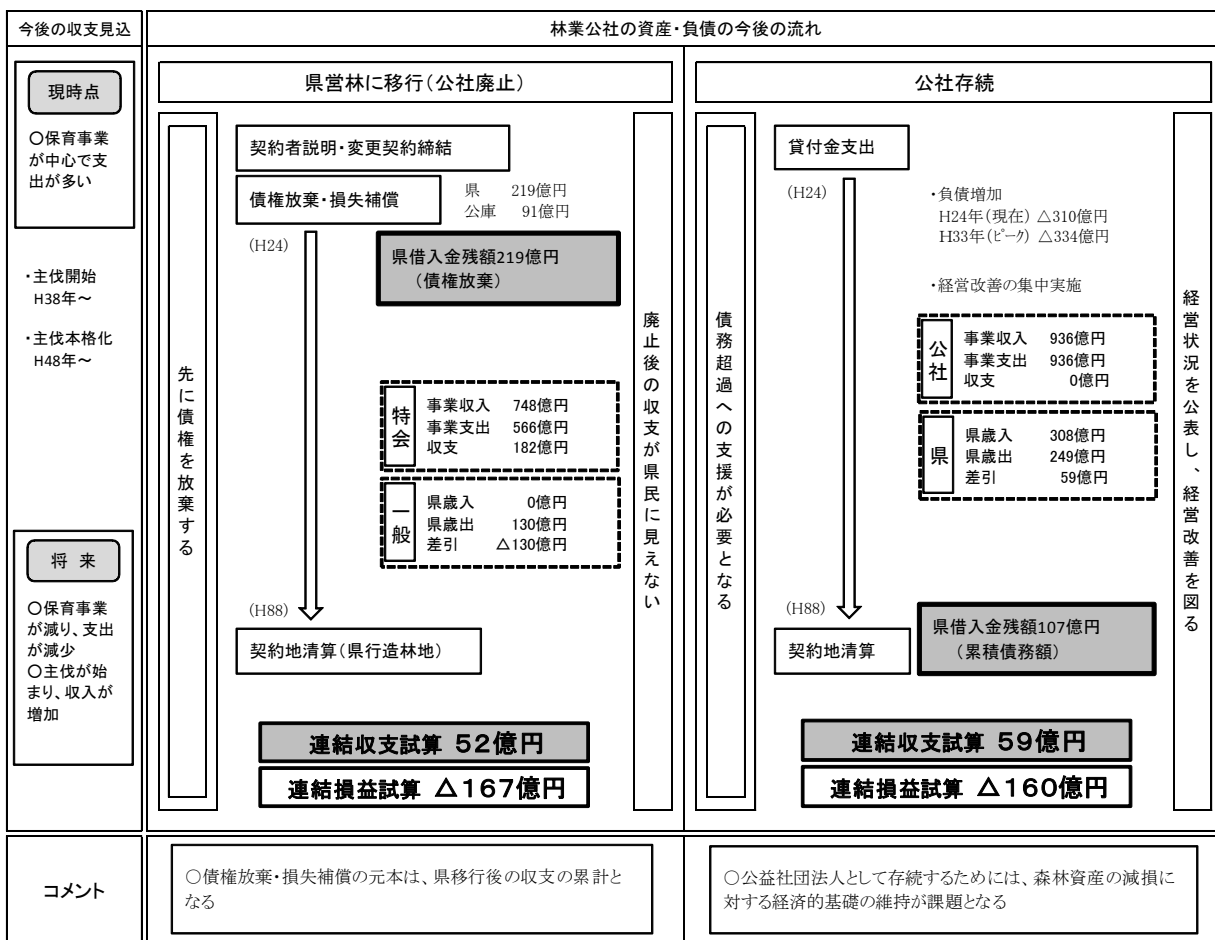 今後の収支見込
林業公社の資産・負債の今後の流れ
現時点
○保育事業
が中心で支
出が多い
・主伐開始
H38年～
・主伐本格化
H48年～
将 来
○保育事業
が減り、支出
が減少
○主伐が始
まり、収入が
増加
県営林に移行(公社廃止)
先に債権を放棄する
契約者説明・変更契約締結
債権放棄・損失補償
県 219億円
公庫 91億円
(H24)
県借入金残額219億円
(債権放棄)
特会
事業収入 748億円
事業支出 566億円
収支 182億円
一般
県歳入 0億円
県歳出 130億円
差引 △130億円
(H88)
契約地清算(県行造林地)
連結収支試算 52億円
連結損益試算 △167億円
廃止後の収支が県民に見えない
公社存続
債務超過への支援が必要となる
貸付金支出
(H24)
・負債増加
H24年(現在) △310億円
H33年(ピーク) △334億円
・経営改善の集中実施
公社
事業収入 936億円
事業支出 936億円
収支 0億円
県
県歳入 308億円
県歳出 249億円
差引 59億円
(H88)
契約地清算
県借入金残額107億円
(累積債務額)
連結収支試算 59億円
連結損益試算 △160億円
経営状況を公表し、経営改善を図る
コメント
○債権放棄・損失補償の元本は、県移行後の収支の累計と
なる
○公益社団法人として存続するためには、森林資産の減損に
対する経済的基礎の維持が課題となる